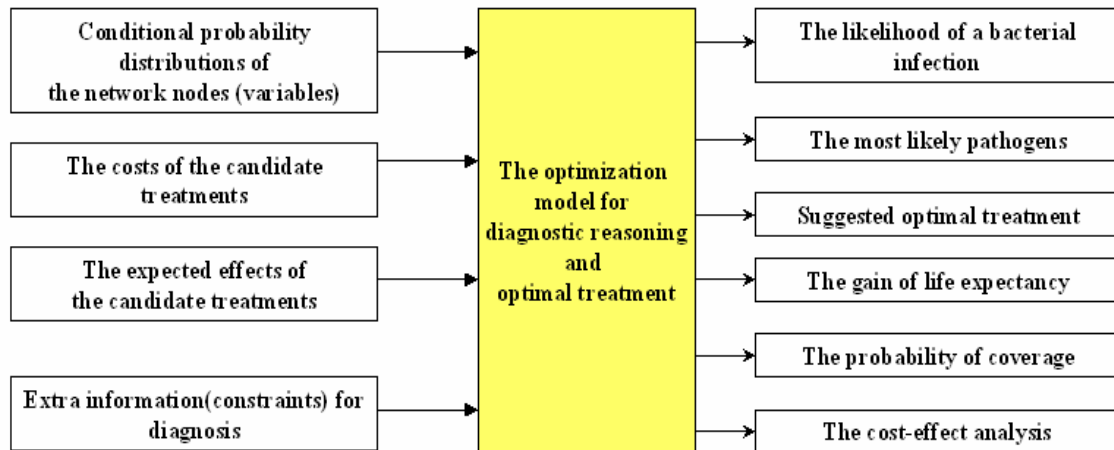 Conditional probability
distributions of
the network nodes (variables)
The costs of the candidate
treatments
The expected effects of
the candidate treatments
Extra information(constraints) for
diagnosis
The optimization
model for
diagnostic reasoning
and
optimal treatment
The likelihood of a bacterial
infection
The most likely pathogens
Suggested optimal treatment
The gain of life expectancy
The probability of coverage
The cost-effect analysis